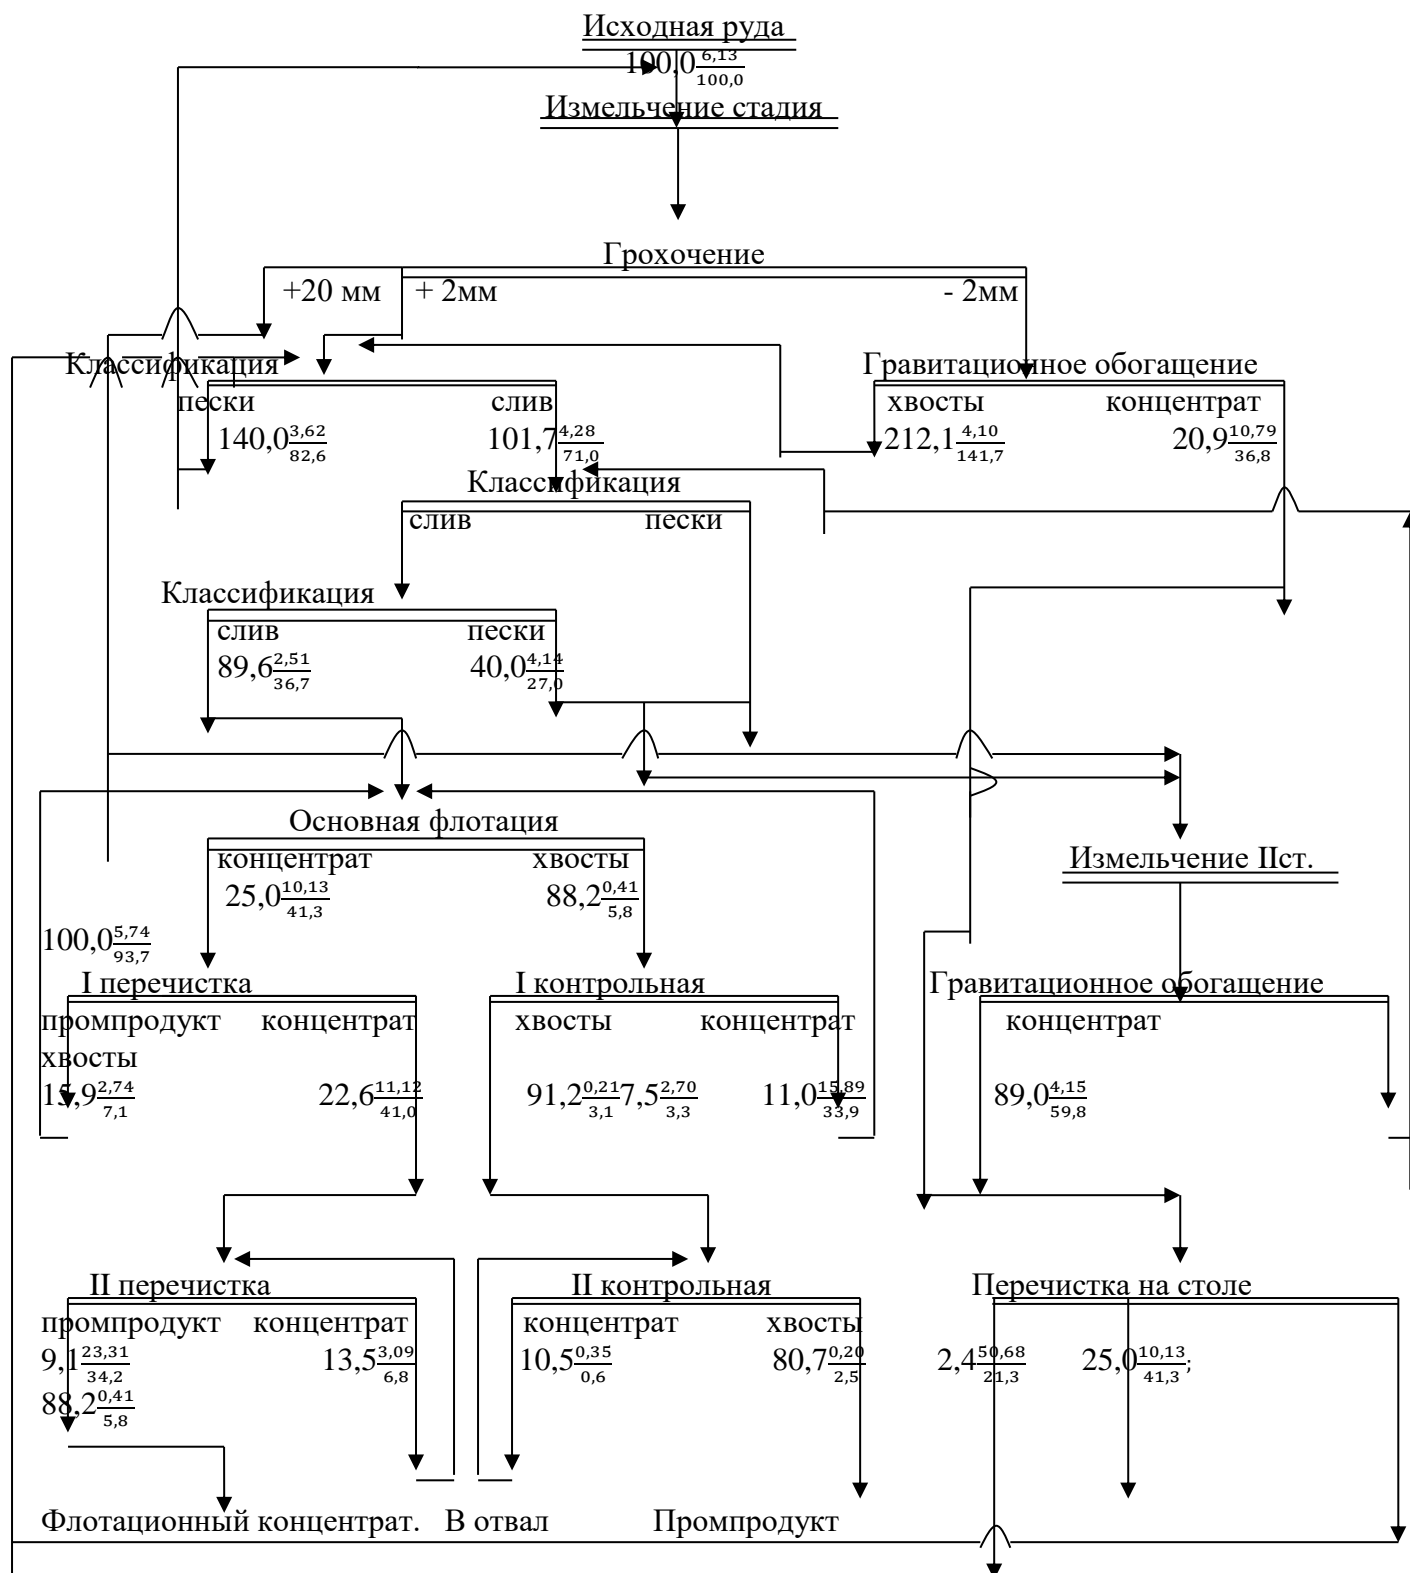 Исходная руда
100,0 6,13/100,0
Измельчение стадия
Грохочение
+20 мм + 2мм - 2мм
Классификация Гравитационное обогащение
пески слив хвосты концентрат
140,0 3,62/82,6 101,7 4,28/71,0 212,1 4,10/141,7 20,9 10,79/36,8
Классификация
слив пески
Классификация
слив пески
89,6 2,51/36,7 40,0 4,14/27,0
Основная флотация
концентрат хвосты Измельчение IIст.
25,0 10,13/41,3 88,2 0,41/5,8
100,0 5,74/93,7
I перечистка I контрольная Гравитационное обогащение
промпродукт концентрат хвосты концентрат концентрат
хвосты
15,9 2,74/7,1 22,6 11,12/41,0 91,2 0,21/3,1 7,5 2,70/3,3 11,0 15,89/33,9 89,0 4,15/59,8
II перечистка II контрольная Перечистка на столе
промпродукт концентрат концентрат хвосты
9,1 23,31/34,2 13,5 3,09/6,8 10,5 0,35/0,6 80,7 0,20/2,5 2,4 50,68/21,3 25,0 10,13/41,3;
88,2 0,41/5,8
Флотационный концентрат. В отвал Промпродукт